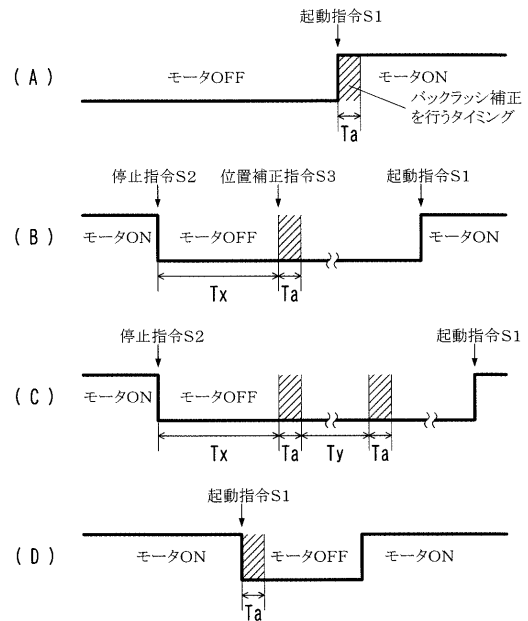 起動指令S1
(A)
モータOFF
モータON
バックラッシ補正
を行うタイミング
Ta
停止指令S2
位置補正指令S3
起動指令S1
(B)
モータON
モータOFF
モータON
Tx
Ta
停止指令S2
起動指令S1
(C)
モータON
モータOFF
Tx
Ta
Ty
Ta
起動指令S1
(D)
モータON
モータOFF
モータON
Ta